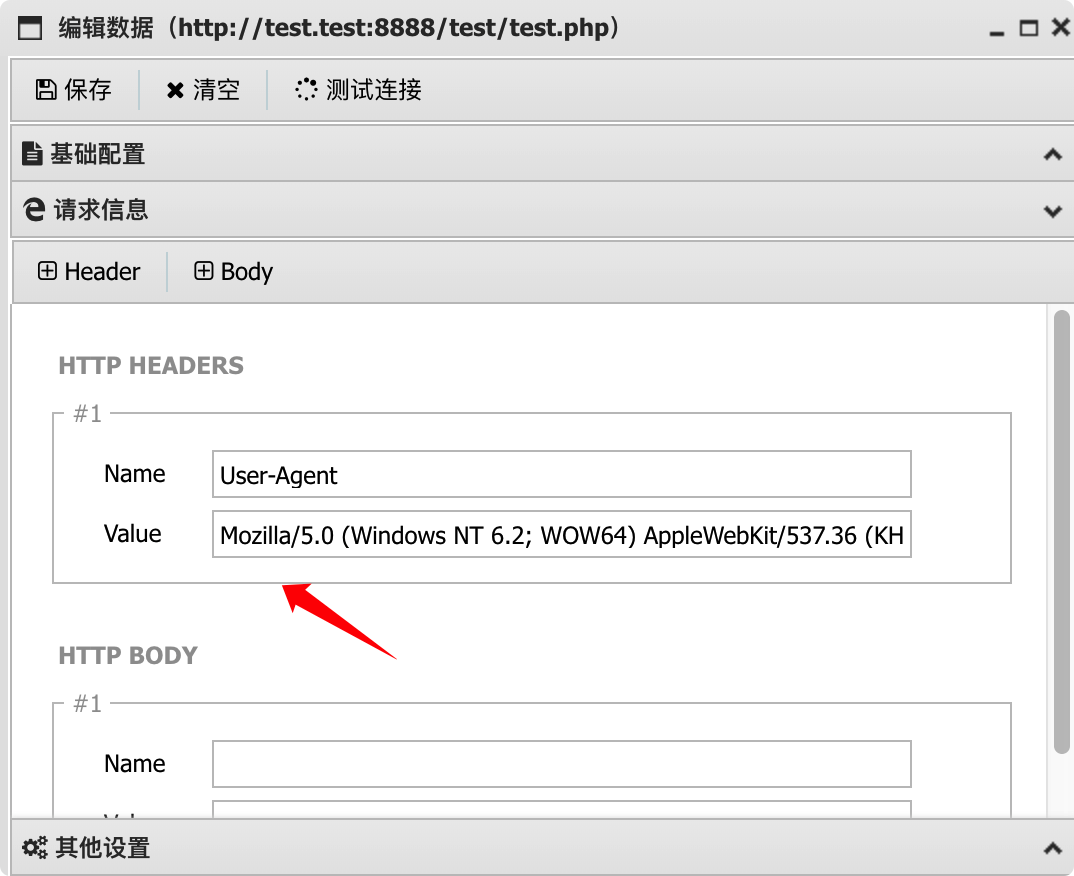 编辑数据（http://test.test:8888/test/test.php）
保存 清空 测试连接
基础配置
请求信息
Header Body
HTTP HEADERS
#1
Name User-Agent
Value Mozilla/5.0 (Windows NT 6.2; WOW64) AppleWebKit/537.36 (KH
HTTP BODY
#1
Name
其他设置